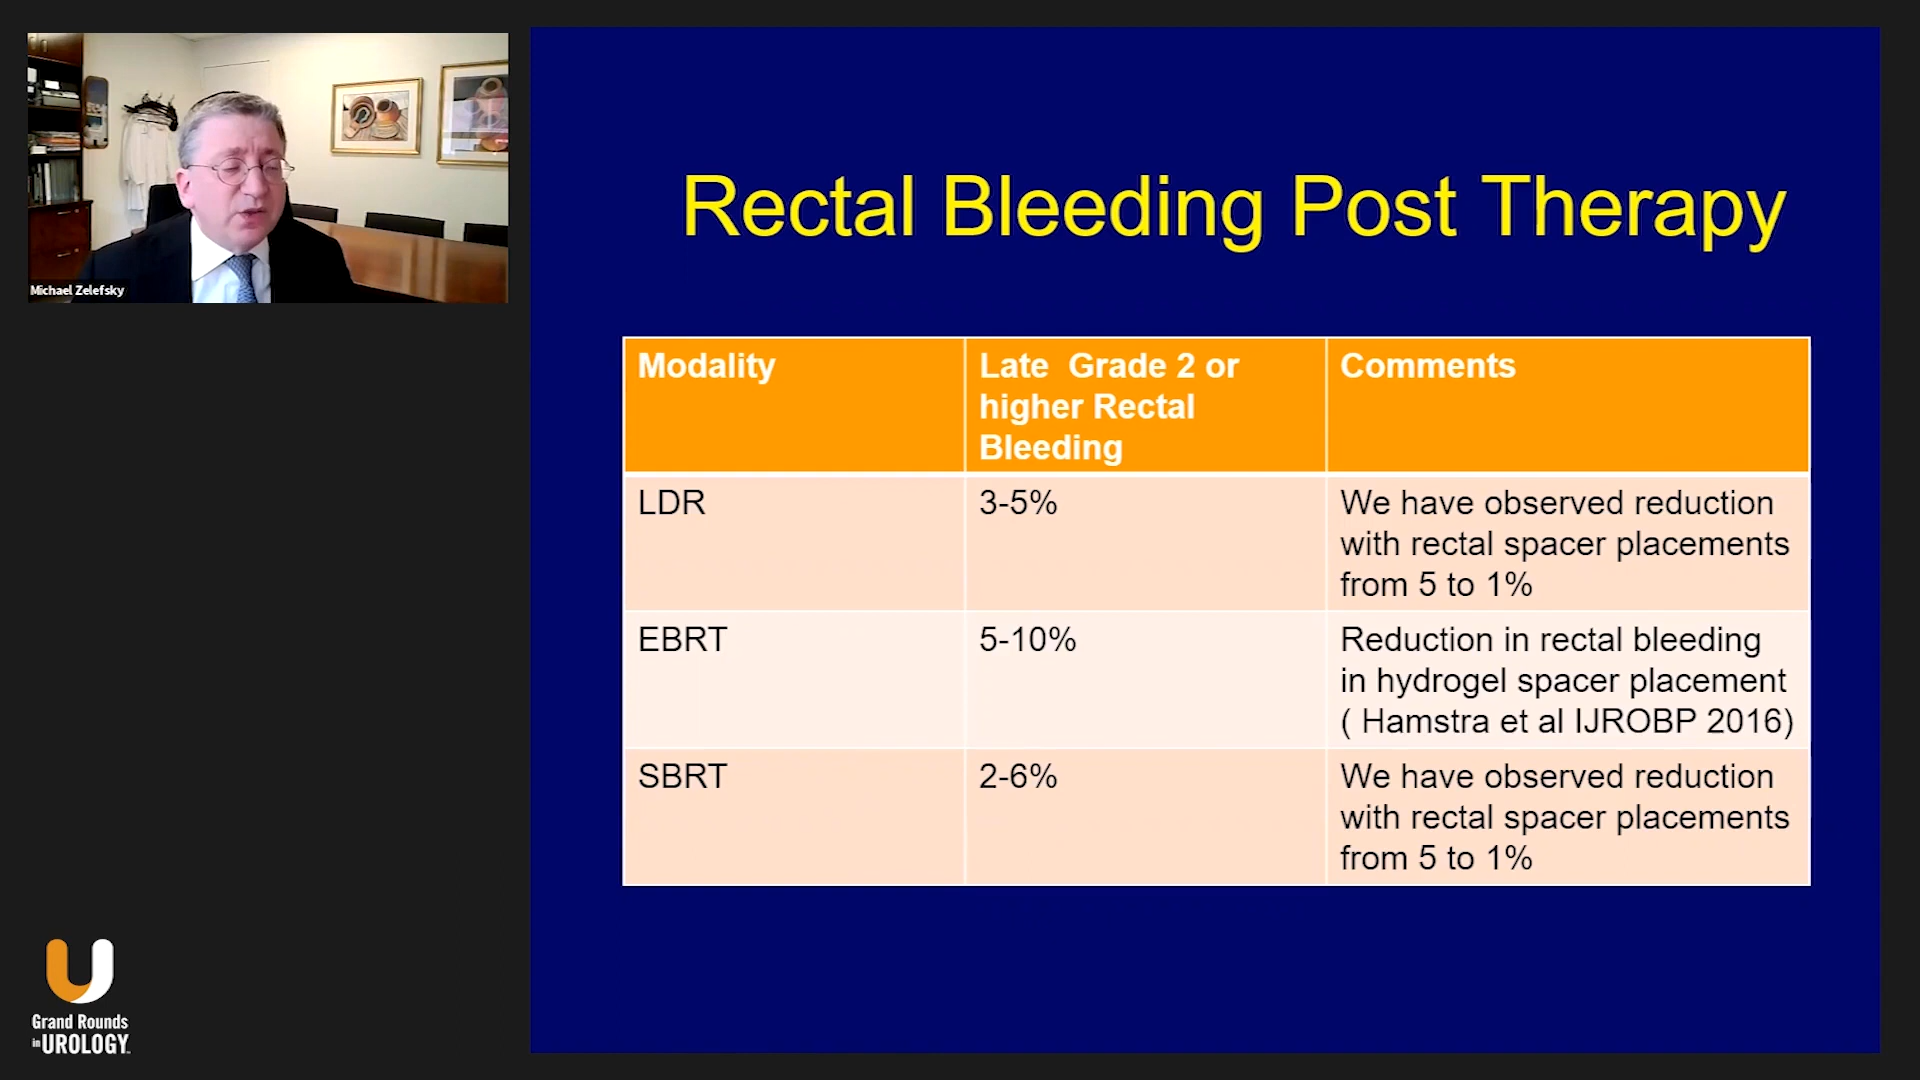 Michael Zelefsky
Rectal Bleeding Post Therapy
Modality
Late  Grade 2 or
higher Rectal
Bleeding
Comments
LDR
3-5%
We have observed reduction
with rectal spacer placements
from 5 to 1%
EBRT
5-10%
Reduction in rectal bleeding
in hydrogel spacer placement
( Hamstra et al IJROBP 2016)
SBRT
2-6%
We have observed reduction
with rectal spacer placements
from 5 to 1%
Grand Rounds
in UROLOGY